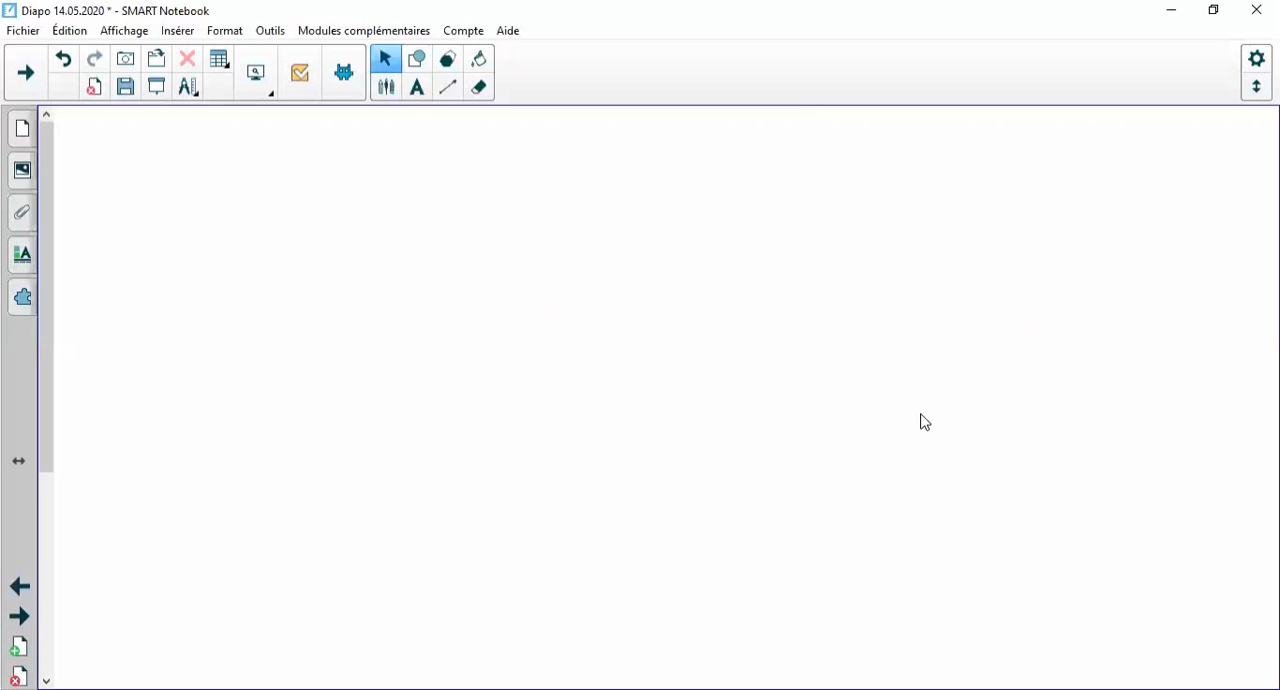 Diapo 14.05.2020 * - SMART Notebook
Fichier Édition Affichage Insérer Format Outils Modules complémentaires Compte Aide